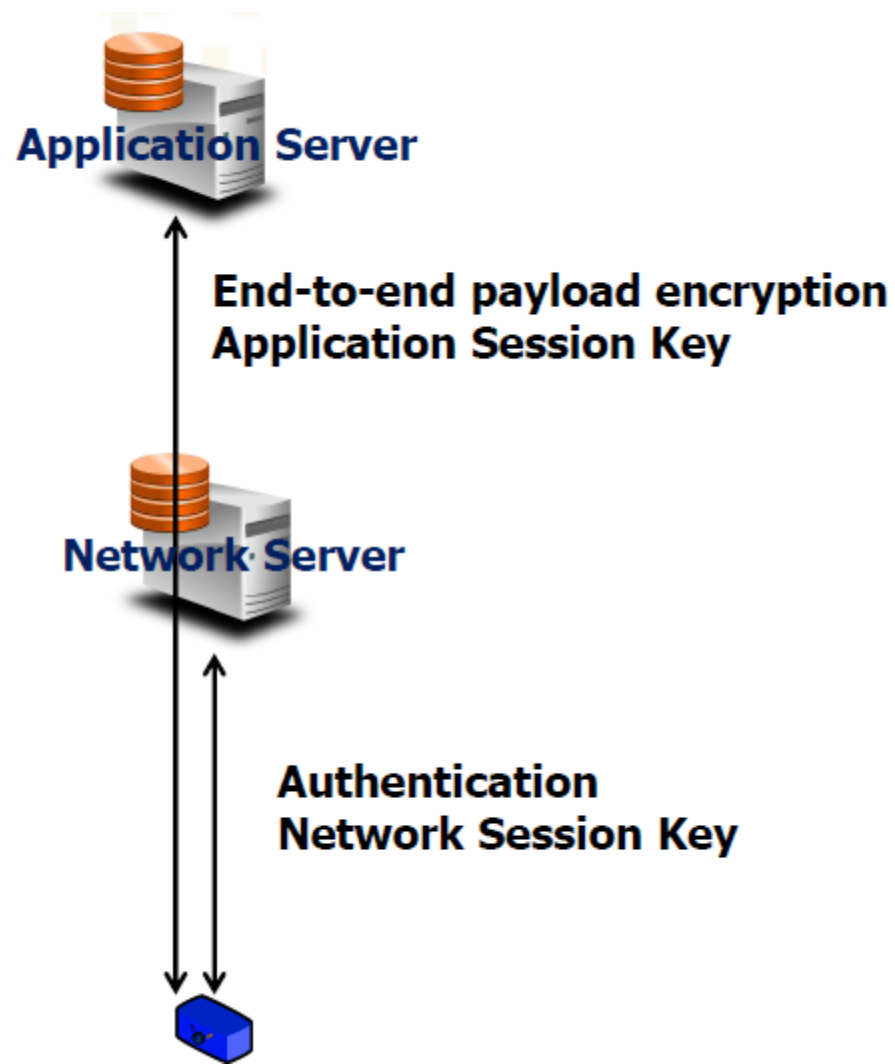 Application Server
End-to-end payload encryption
Application Session Key
Network Server
Authentication
Network Session Key